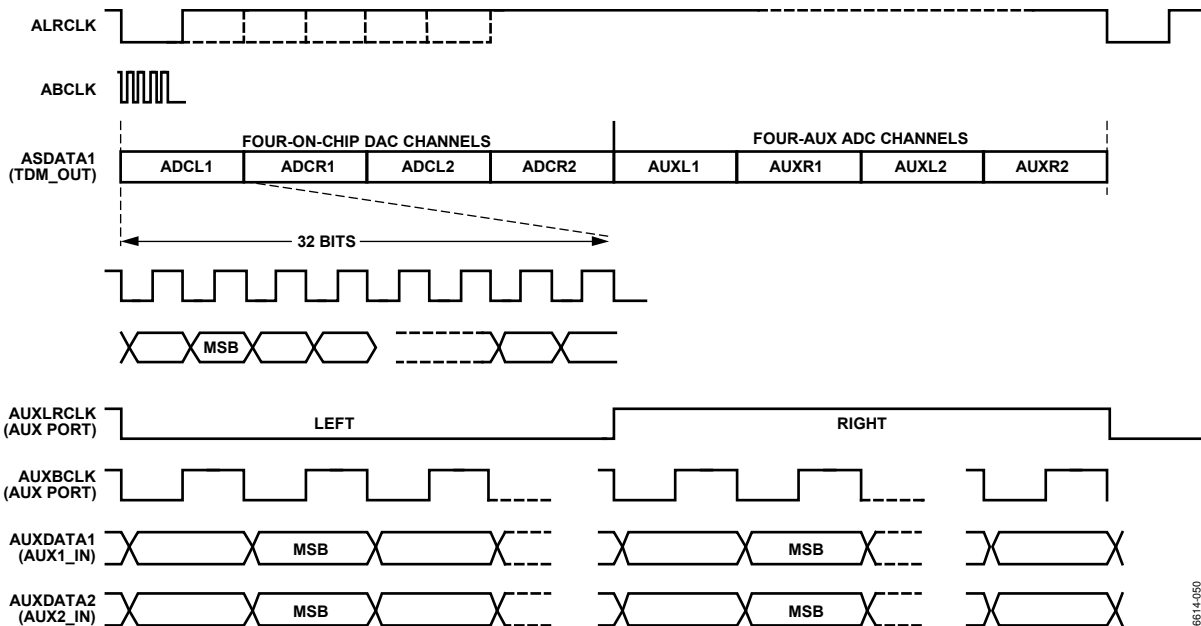 ALRCLK
ABCLK
FOUR-ON-CHIP DAC CHANNELS
FOUR-AUX ADC CHANNELS
ASDATA1
(TDM_OUT)
ADCL1
ADCR1
ADCL2
ADCR2
AUXL1
AUXR1
AUXL2
AUXR2
32 BITS
MSB
AUXLRCLK
(AUX PORT)
LEFT
RIGHT
AUXBCLK
(AUX PORT)
AUXDATA1
(AUX1_IN)
MSB
MSB
AUXDATA2
(AUX2_IN)
MSB
MSB
6614-050